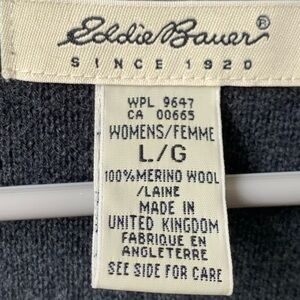 Eddie Bauer®
SINCE 1920
WPL 9647
CA 00665
WOMENS/FEMME
L/G
100%MERINO WOOL
/LAINE
MADE IN
UNITED KINGDOM
FABRIQUE EN
ANGLETERRE
SEE SIDE FOR CARE